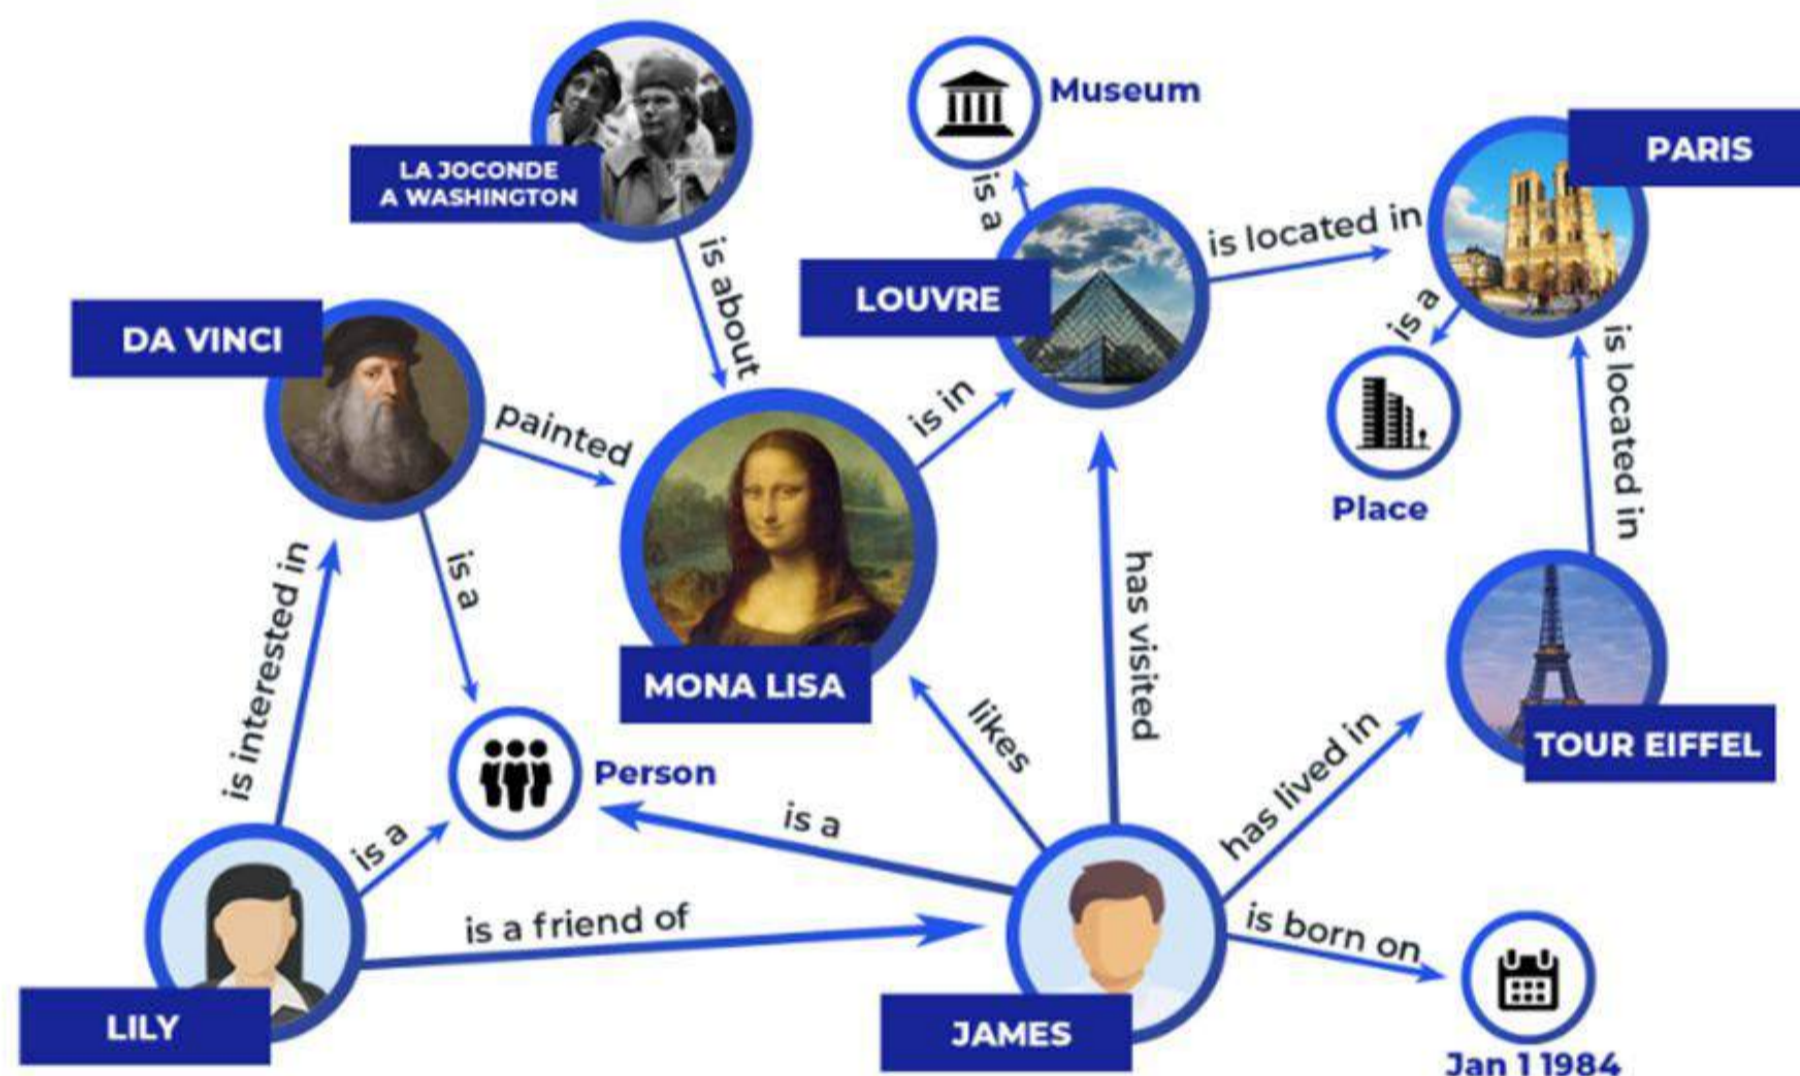 Museum
PARIS
LA JOCONDE
A WASHINGTON
is a
is located in
is about
LOUVRE
DA VINCI
is a
is located in
painted
is in
Place
is a
is interested in
has visited
MONA LISA
likes
has lived in
TOUR EIFFEL
Person
is a
is a
is a friend of
is born on
LILY
JAMES
Jan 1 1984